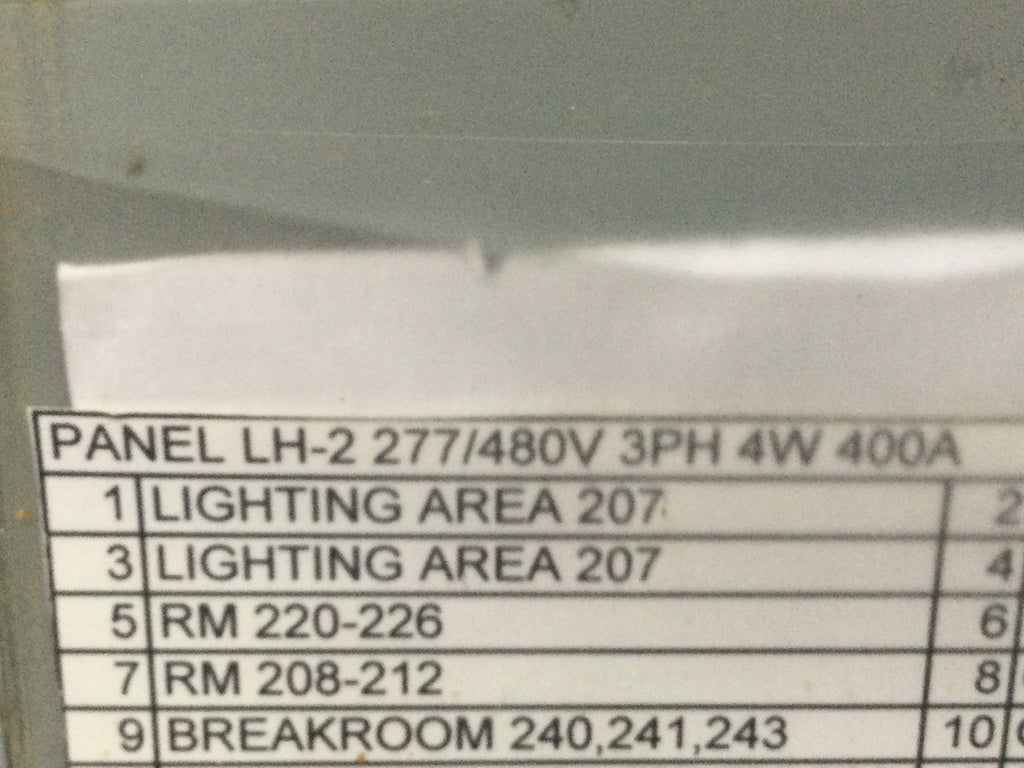 PANEL LH-2 277/480V 3PH 4W 400A
1 LIGHTING AREA 207 2
3 LIGHTING AREA 207 4
5 RM 220-226 6
7 RM 208-212 8
9 BREAKROOM 240,241,243 10